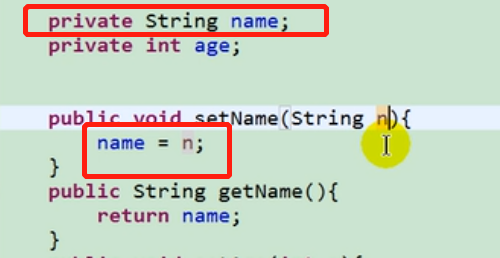 private String name;
private int age;
public void setName(String n){
name = n;
}
public String getName(){
return name;
}